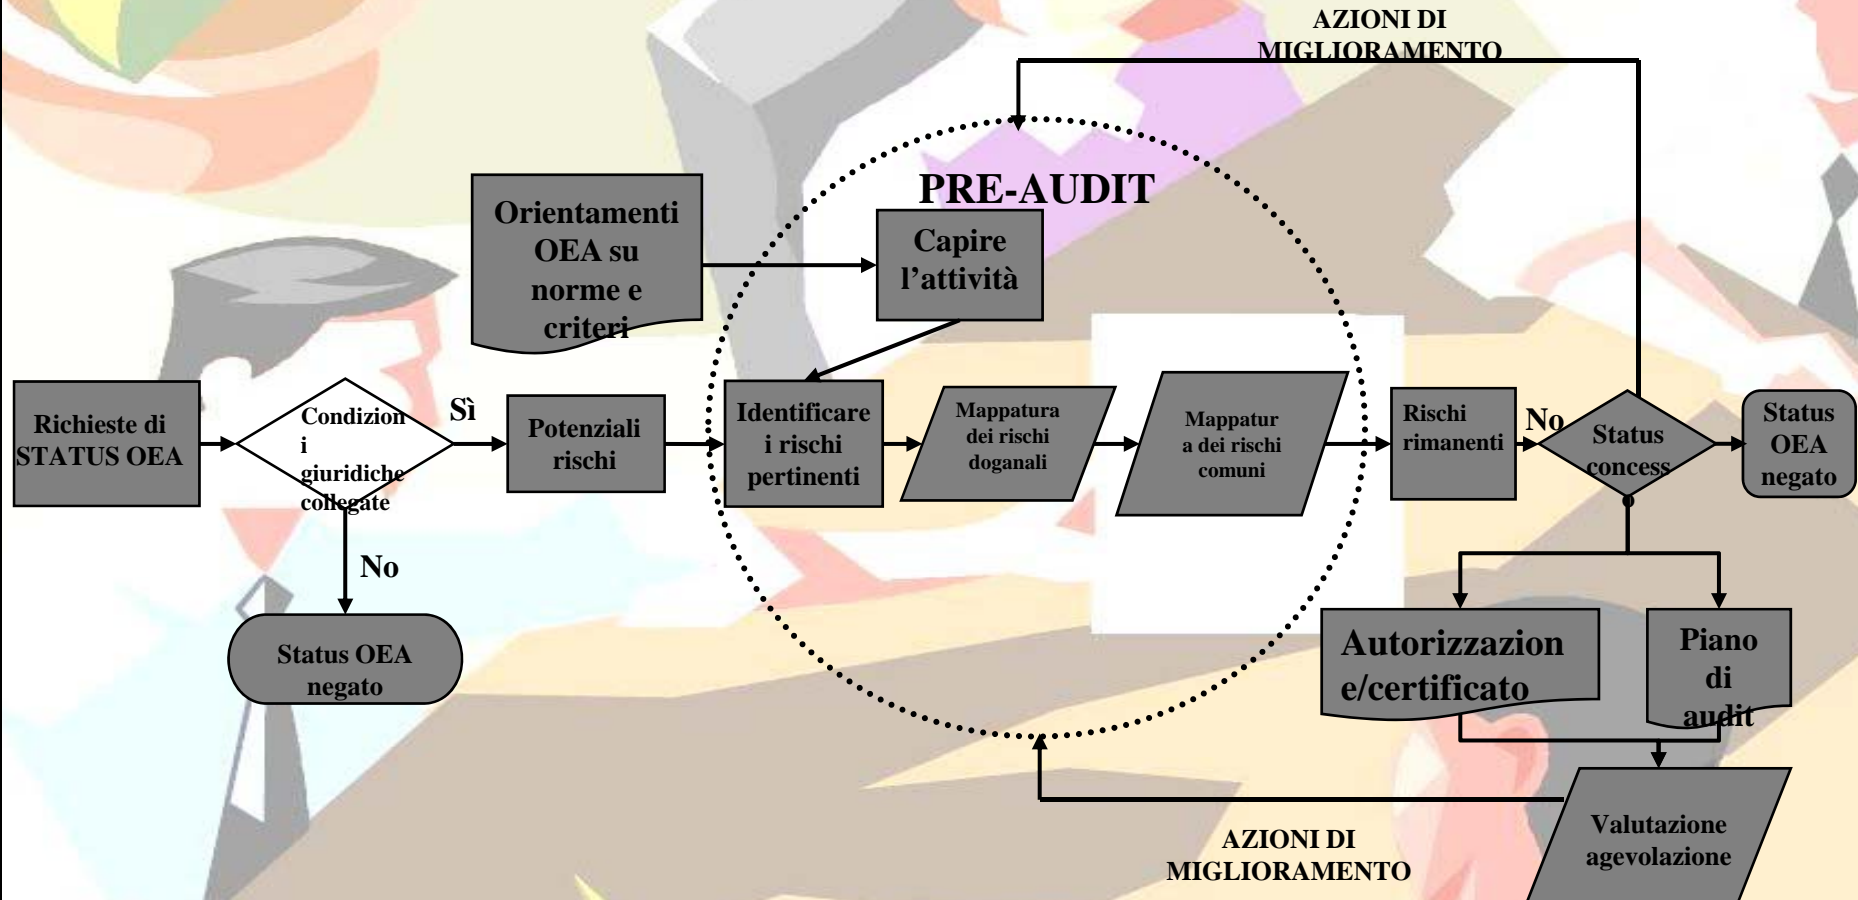 AZIONI DI
MIGLIORAMENTO
PRE-AUDIT
Orientamenti
OEA su
norme e
criteri
Capire
l’attività
Richieste di
STATUS OEA
Condizion
i
giuridiche
collegate
Sì
No
Status OEA
negato
Potenziali
rischi
Identificare
i rischi
pertinenti
Mappatura
dei rischi
doganali
Mappatur
a dei rischi
comuni
Rischi
rimanenti
No
Status
concess
o
Status
OEA
negato
Autorizzazion
e/certificato
Piano
di
audit
Valutazione
agevolazione
AZIONI DI
MIGLIORAMENTO